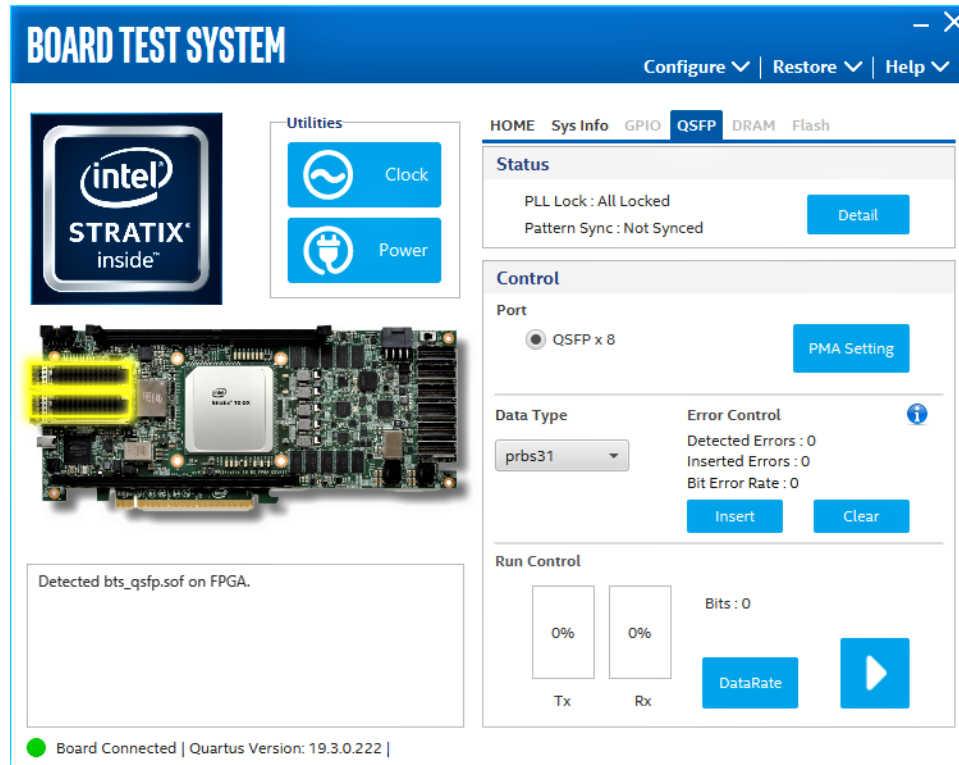 BOARD TEST SYSTEM
Configure | Restore | Help
Utilities
Clock
Power
intel
STRATIX
inside™
HOME Sys Info GPIO QSFP DRAM Flash
Status
PLL Lock : All Locked
Pattern Sync : Not Synced
Detail
Control
Port
QSFP x 8
PMA Setting
Data Type
prbs31
Error Control
Detected Errors : 0
Inserted Errors : 0
Bit Error Rate : 0
Insert
Clear
Run Control
0%
0%
Tx
Rx
Bits : 0
DataRate
Detected bts_qsfp.sof on FPGA.
Board Connected | Quartus Version: 19.3.0.222 |